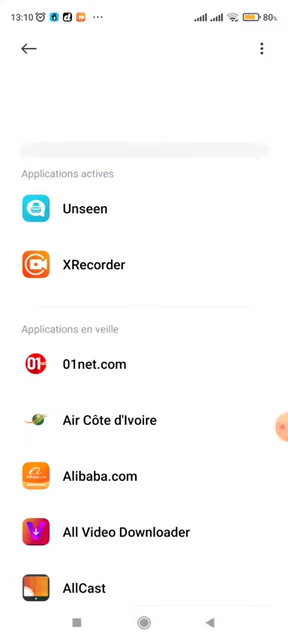 13:10
80%
Applications actives
Unseen
XRecorder
Applications en veille
01 01net.com
Air Côte d'Ivoire
Alibaba.com
All Video Downloader
AllCast